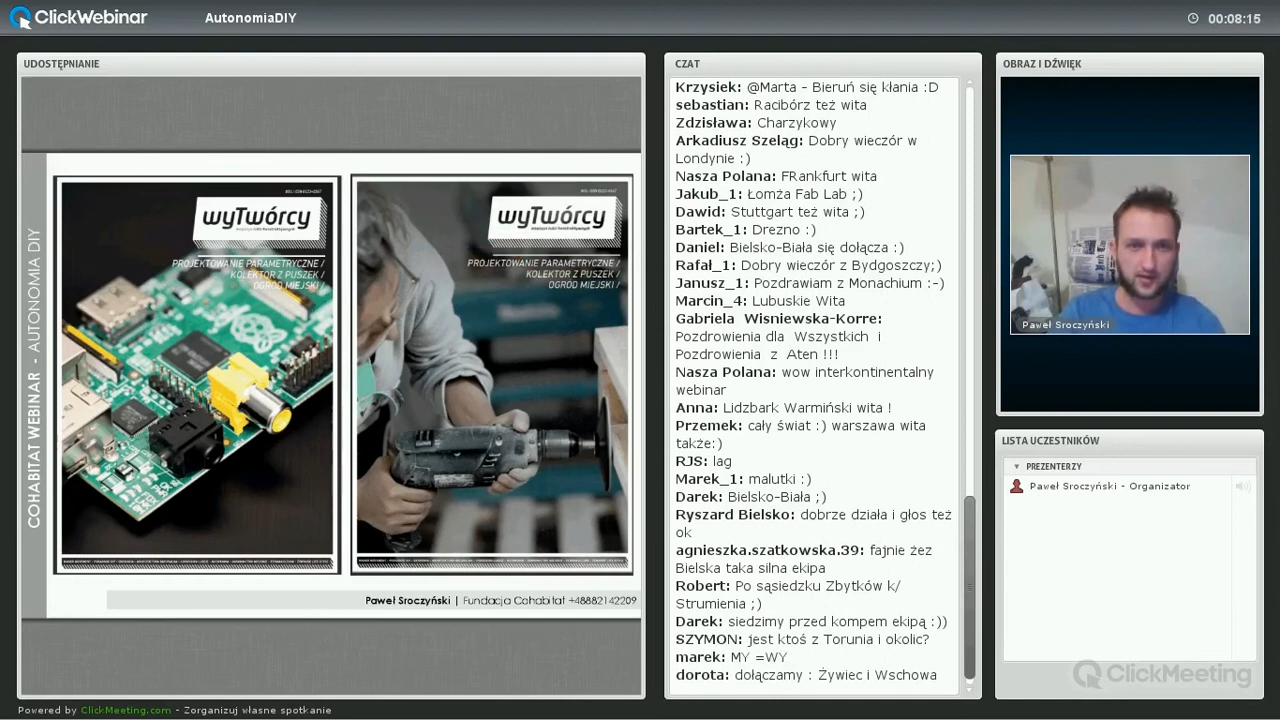 ClickWebinar
AutonomiaDIY
00:08:15
UDOSTĘPNIANIE
COHABITAT WEBINAR - AUTONOMIA DIY
wyTwórcy
PROJEKTOWANIE PARAMETRYCZNE /
KOLEKTOR Z PUSZEK /
OGRÓD MIEJSKI /
wyTwórcy
PROJEKTOWANIE PARAMETRYCZNE /
KOLEKTOR Z PUSZEK /
OGRÓD MIEJSKI /
Paweł Sroczyński | Fundacja Cohabitat +48882142209
CZAT
Krzysiek: @Marta - Bieruń się kłania :D
sebastian: Racibórz też wita
Zdzisława: Charzykowy
Arkadiusz Szeląg: Dobry wieczór w
Londynie :)
Nasza Polana: FRankfurt wita
Jakub_1: Łomża Fab Lab ;)
Dawid: Stuttgart też wita ;)
Bartek_1: Drezno :)
Daniel: Bielsko-Biała się dołącza :)
Rafał_1: Dobry wieczór z Bydgoszczy;)
Janusz_1: Pozdrawiam z Monachium :-)
Marcin_4: Lubuskie Wita
Gabriela Wisniewska-Korre:
Pozdrowienia dla Wszystkich i
Pozdrowienia z Aten !!!
Nasza Polana: wow interkontinentalny
webinar
Anna: Lidzbark Warmiński wita !
Przemek: cały świat :) warszawa wita
także:)
RJS: lag
Marek_1: malutki :)
Darek: Bielsko-Biała ;)
Ryszard Bielsko: dobrze działa i głos też
ok
agnieszka.szatkowska.39: fajnie żez
Bielska taka silna ekipa
Robert: Po sąsiedzku Zbytków k/
Strumienia ;)
Darek: siedzimy przed kompem ekipą :))
SZYMON: jest ktoś z Torunia i okolic?
marek: MY =WY
dorota: dołączamy : Żywiec i Wschowa
OBRAZ I DŹWIĘK
Paweł Sroczyński
LISTA UCZESTNIKÓW
PREZENTERZY
Paweł Sroczyński - Organizator
ClickMeeting
Powered by ClickMeeting.com - Zorganizuj własne spotkanie